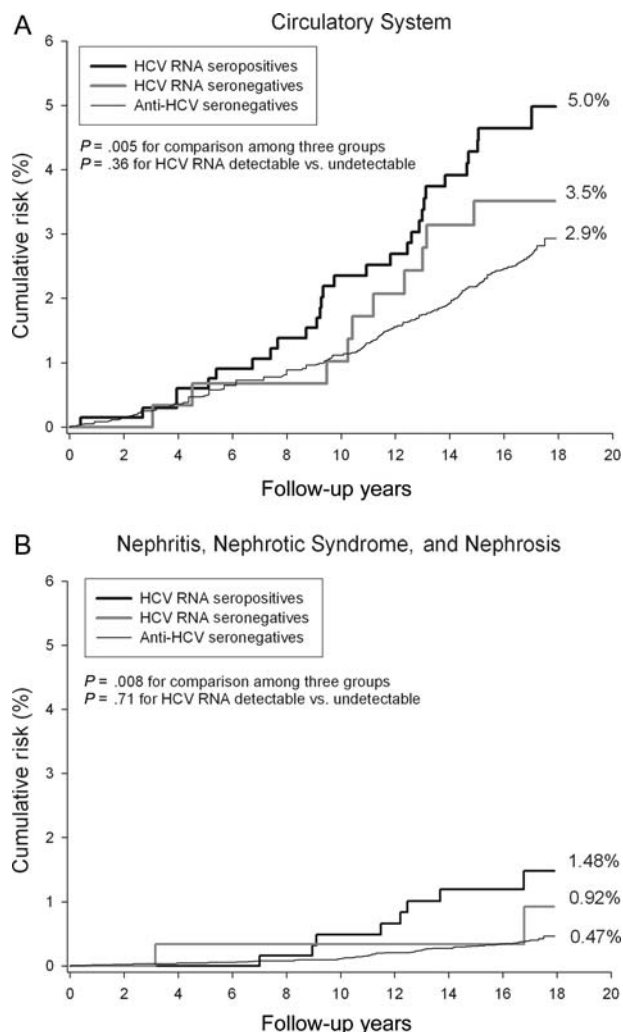 A
Circulatory System
HCV RNA seropositives
HCV RNA seronegatives
Anti-HCV seronegatives
P = .005 for comparison among three groups
P = .36 for HCV RNA detectable vs. undetectable
5.0%
3.5%
2.9%
Cumulative risk (%)
6
5
4
3
2
1
0
0 2 4 6 8 10 12 14 16 18 20
Follow-up years
B
Nephritis, Nephrotic Syndrome, and Nephrosis
HCV RNA seropositives
HCV RNA seronegatives
Anti-HCV seronegatives
P = .008 for comparison among three groups
P = .71 for HCV RNA detectable vs. undetectable
1.48%
0.92%
0.47%
Cumulative risk (%)
6
5
4
3
2
1
0
0 2 4 6 8 10 12 14 16 18 20
Follow-up years